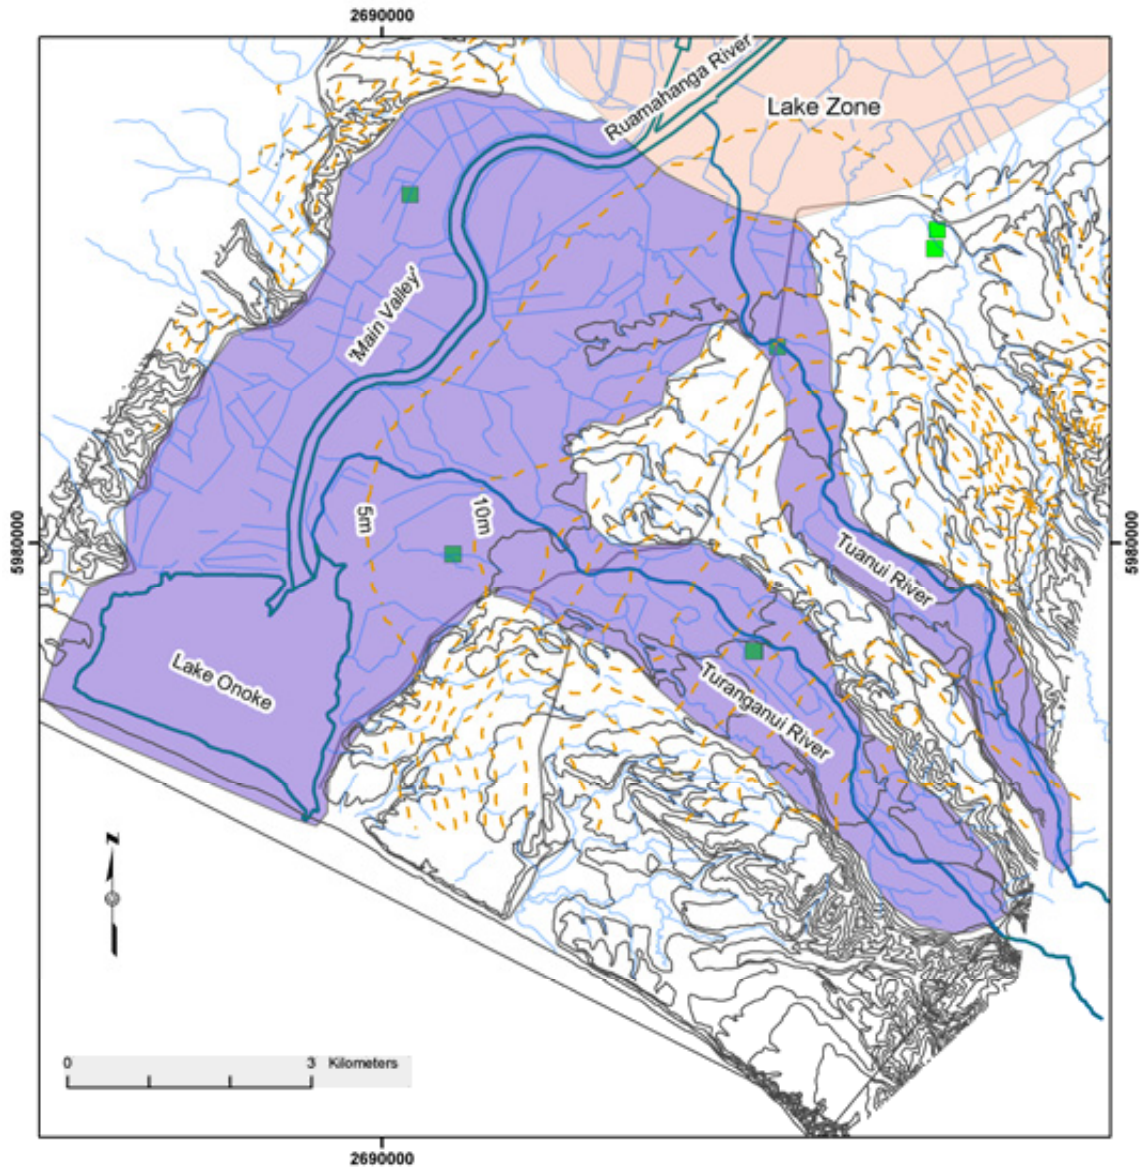 2690000
Ruamahanga River
Lake Zone
'Main Valley'
5m
10m
5980000
5980000
Tuanui River
Lake Onoke
Turanganui River
N
0 3 Kilometers
2690000